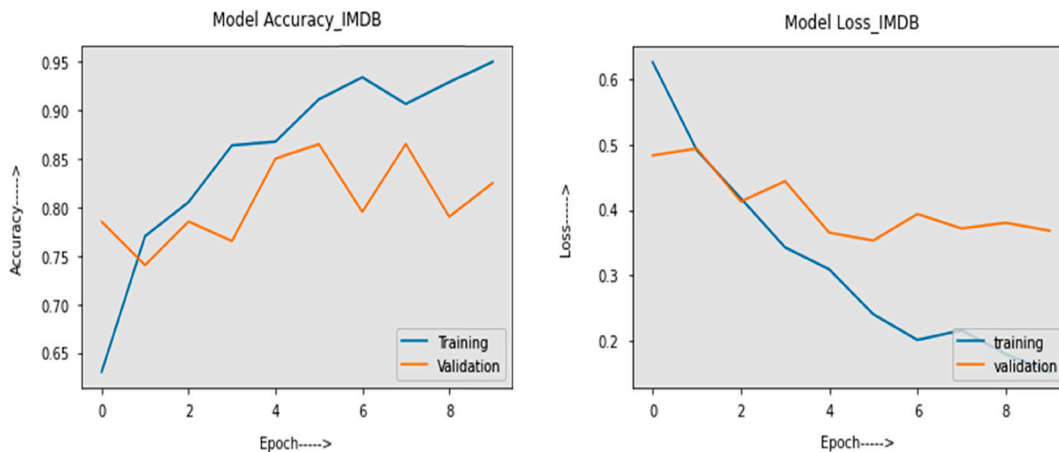 Model Accuracy_IMDB
Accuracy----->
0.95
0.90
0.85
0.80
0.75
0.70
0.65
0
2
4
6
8
Epoch----->
Training
Validation
Model Loss_IMDB
Loss----->
0.6
0.5
0.4
0.3
0.2
0
2
4
6
8
Epoch----->
training
validation